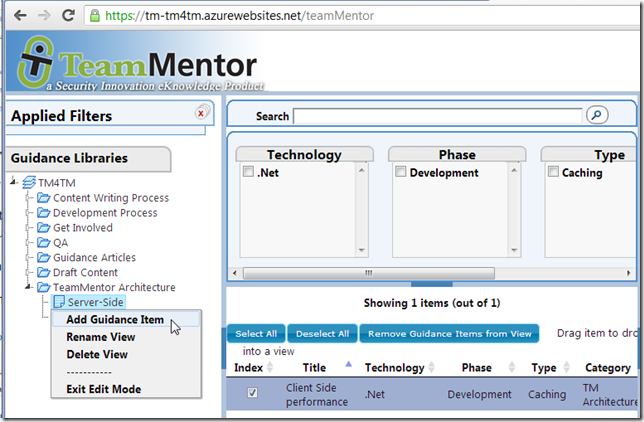 https://tm-tm4tm.azurewebsites.net/teamMentor
TeamMentor
a Security Innovation eKnowledge Product
Applied Filters
Guidance Libraries
TM4TM
Content Writing Process
Development Process
Get Involved
QA
Guidance Articles
Draft Content
TeamMentor Architecture
Server-Side
Add Guidance Item
Rename View
Delete View
-----------
Exit Edit Mode
Search
Technology Phase Type
.Net Development Caching
Showing 1 items (out of 1)
Select All Deselect All Remove Guidance Items from View Drag item to dro
into a view
Index Title Technology Phase Type Category
Client Side performance .Net Development Caching TM Architecture